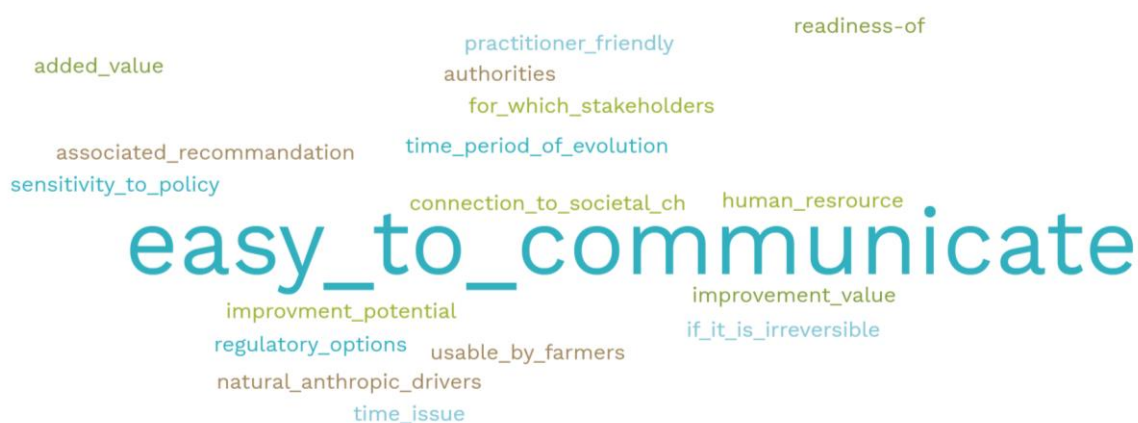 readiness-of
practitioner_friendly
added_value
authorities
for_which_stakeholders
time_period_of_evolution
associated_recommandation
sensitivity_to_policy
connection_to_societal_ch
human_resrource
easy_to_communicate
improvement_value
improvment_potential
if_it_is_irreversible
regulatory_options
usable_by_farmers
natural_anthropic_drivers
time_issue